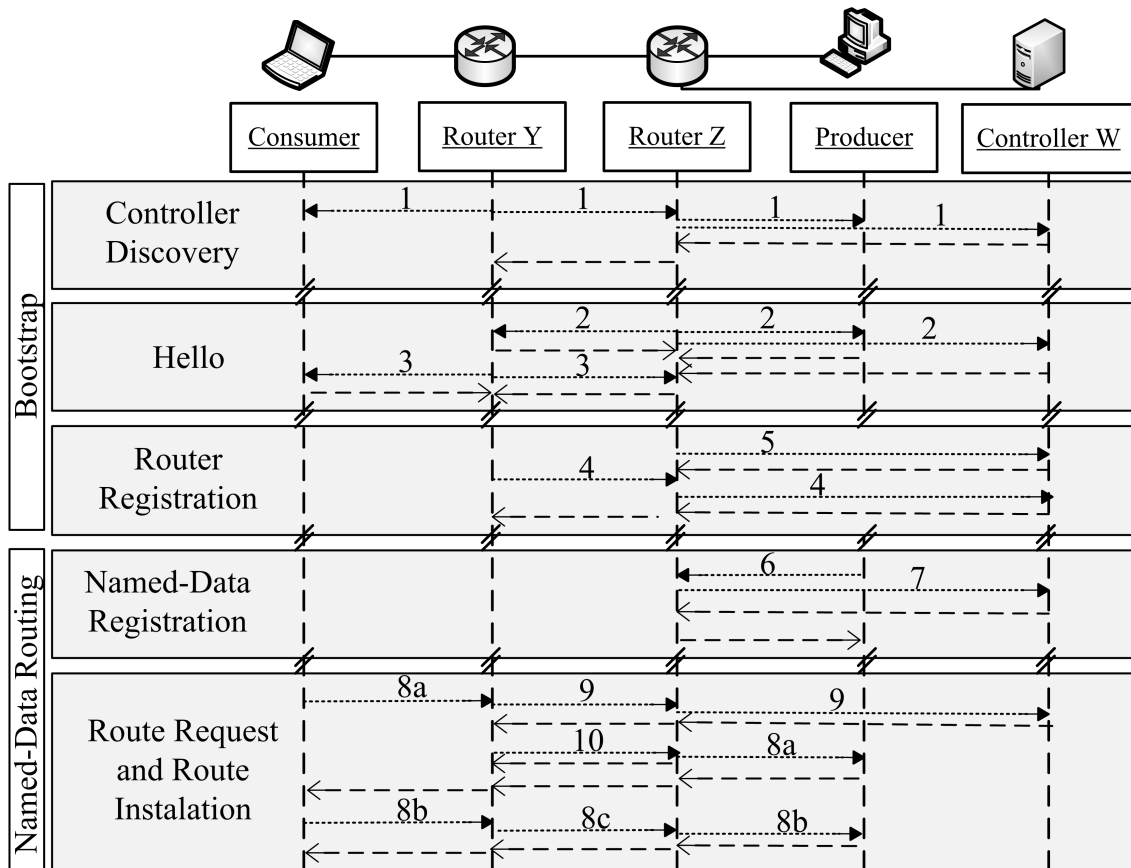 Consumer
Router Y
Router Z
Producer
Controller W
Bootstrap
Controller
Discovery
1
1
1
1
Hello
2
2
2
3
3
Router
Registration
5
4
4
Named-Data Routing
Named-Data
Registration
6
7
Route Request
and Route
Instalation
8a
9
9
10
8a
8b
8c
8b